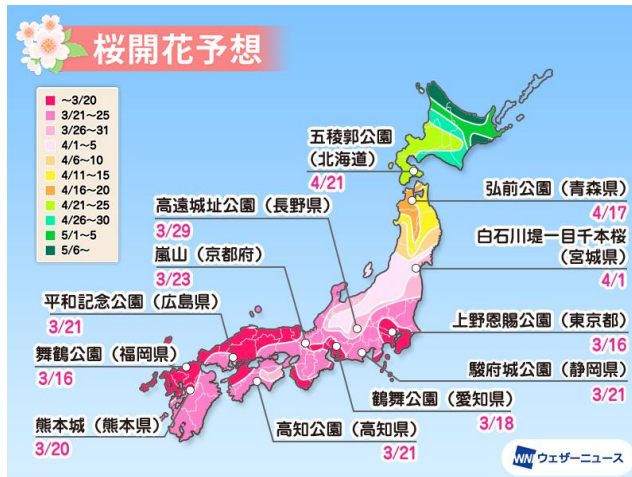 桜開花予想
~3/20
3/21~25
3/26~31
4/1~5
4/6~10
4/11~15
4/16~20
4/21~25
4/26~30
5/1~5
5/6~
五稜郭公園
(北海道)
4/21
弘前公園(青森県)
4/17
高遠城址公園(長野県)
3/29
白石川堤一目千本桜
(宮城県)
4/1
嵐山(京都府)
3/23
平和記念公園(広島県)
3/21
上野恩賜公園(東京都)
3/16
舞鶴公園(福岡県)
3/16
駿府城公園(静岡県)
3/21
鶴舞公園(愛知県)
3/18
熊本城(熊本県)
3/20
高知公園(高知県)
3/21
WN ウェザーニュース